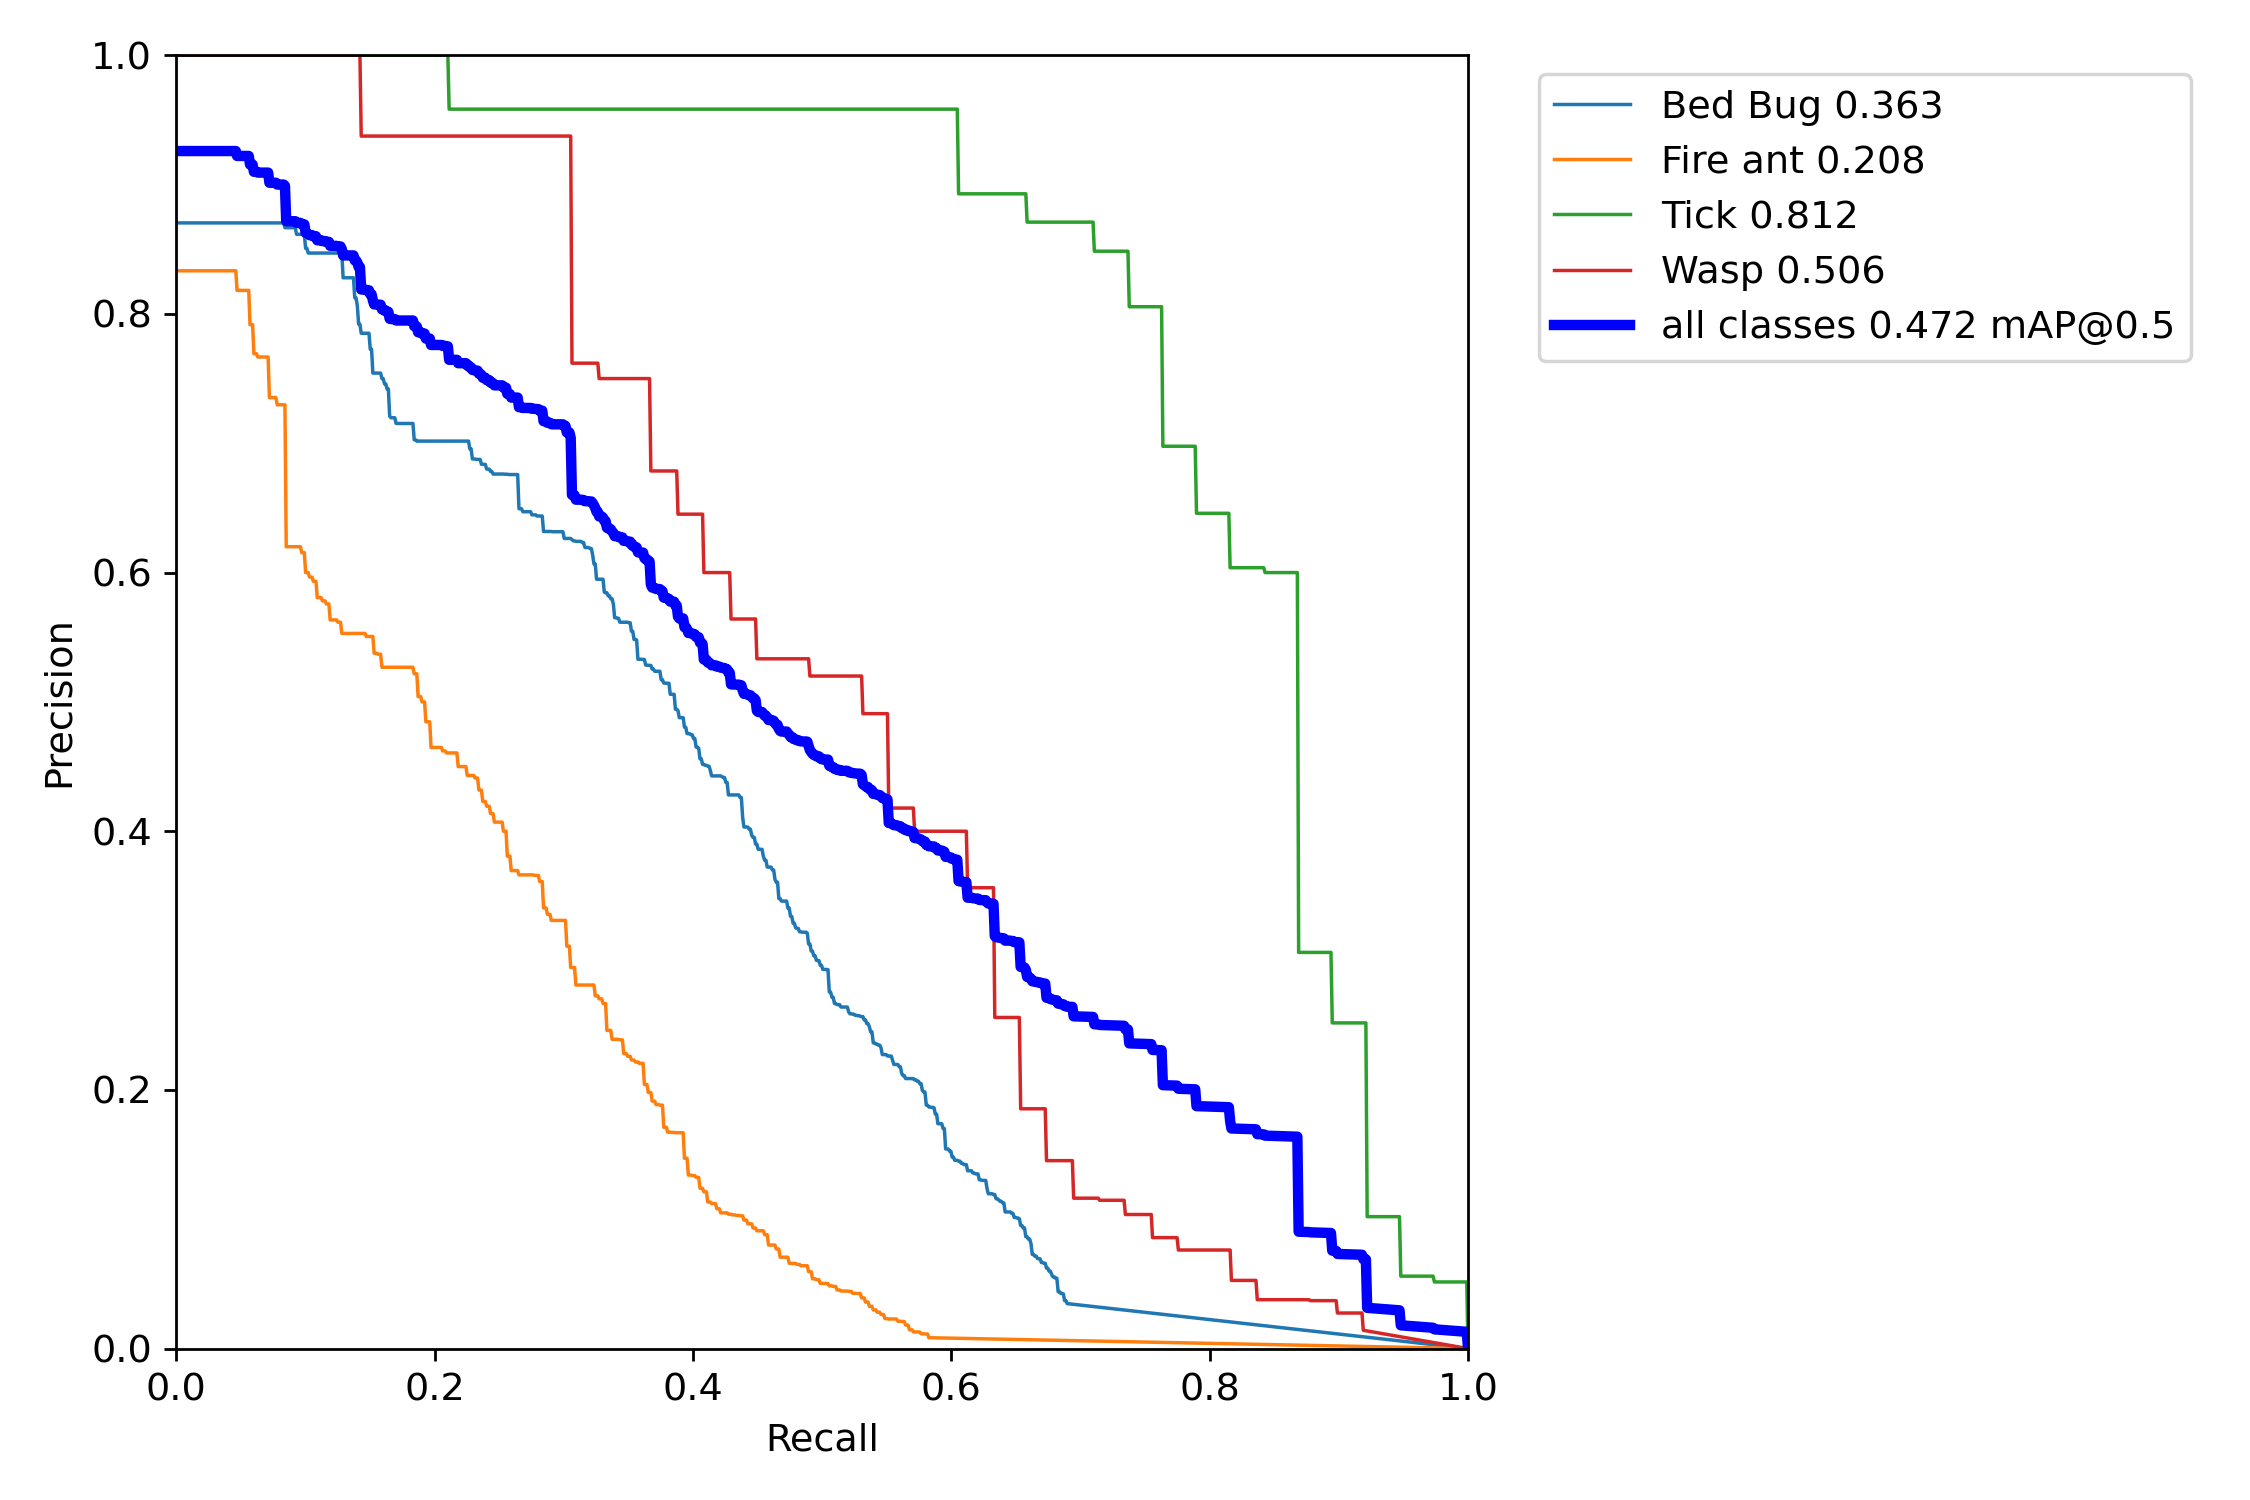 1.0
0.8
0.6
0.4
0.2
0.0
Precision
0.0 0.2 0.4 0.6 0.8 1.0
Recall
Bed Bug 0.363
Fire ant 0.208
Tick 0.812
Wasp 0.506
all classes 0.472 mAP@0.5